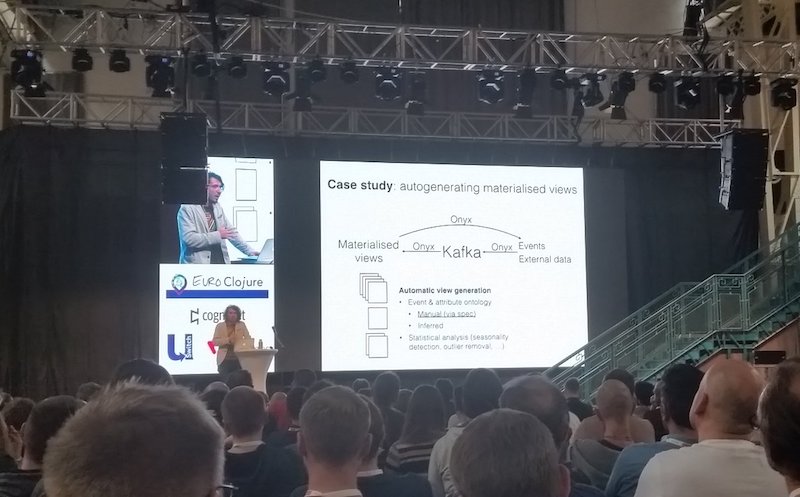 Case study: autogenerating materialised views
Onyx
Materialised views
Onyx
Kafka
Onyx
Events
External data
Automatic view generation
• Event & attribute ontology
• Manual (via spec)
• Inferred
• Statistical analysis (seasonality
detection, outlier removal, ...)
EURO Clojure
U Switch